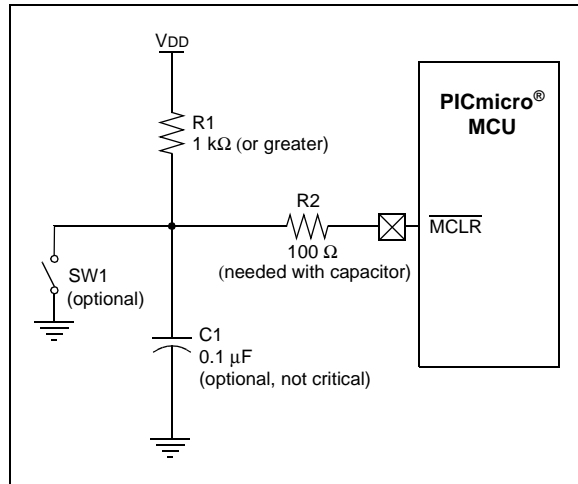 VDD
PICmicro®
MCU
R1
1 kΩ (or greater)
R2
MCLR
100 Ω
(needed with capacitor)
SW1
(optional)
C1
0.1 μF
(optional, not critical)